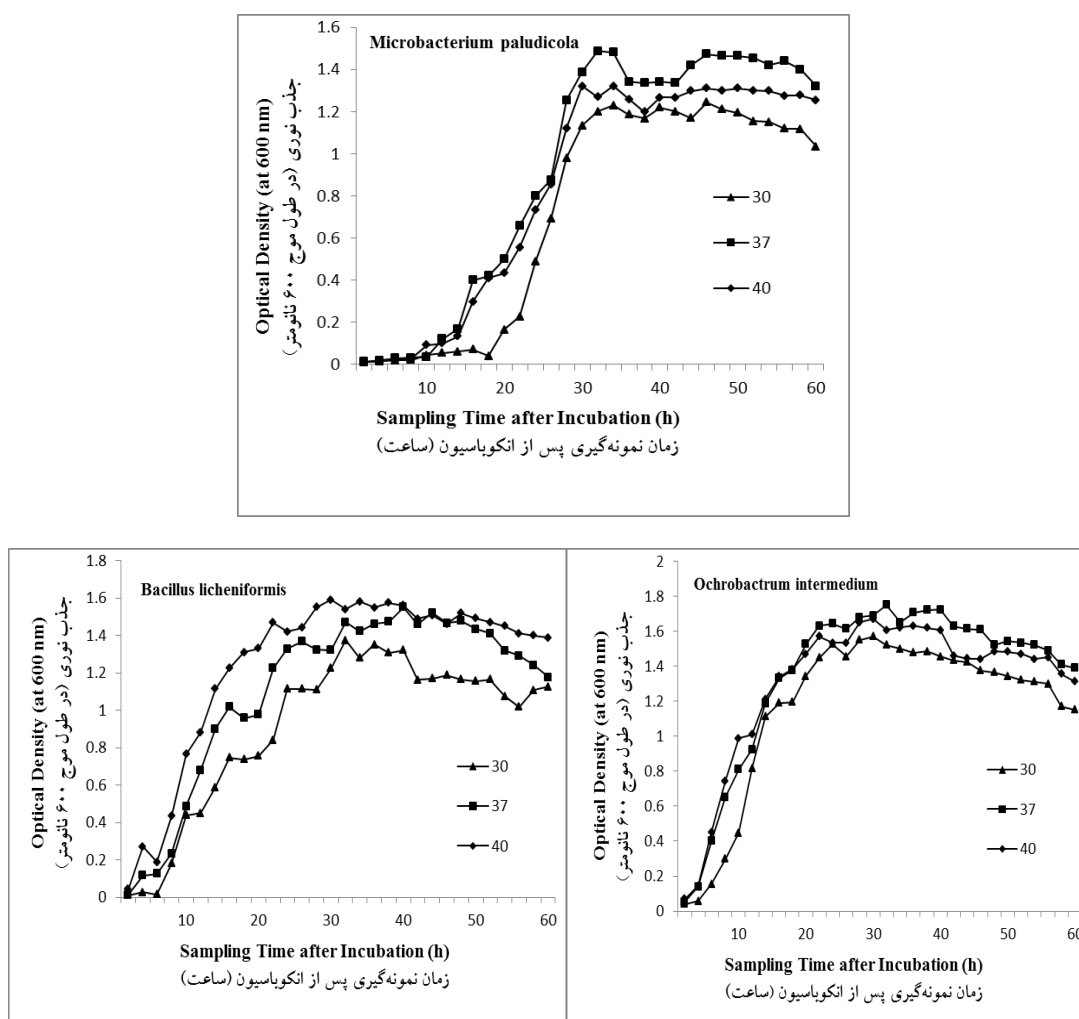 Microbacterium paludicola
Optical Density (at 600 nm)
جذب نوری (در طول موج ۶۰۰ نانومتر)
1.6
1.4
1.2
1
0.8
0.6
0.4
0.2
0
30
37
40
10 20 30 40 50 60
Sampling Time after Incubation (h)
زمان نمونه‌گیری پس از انکوباسیون (ساعت)
Bacillus licheniformis
Optical Density (at 600 nm)
جذب نوری (در طول موج ۶۰۰ نانومتر)
1.8
1.6
1.4
1.2
1
0.8
0.6
0.4
0.2
0
30
37
40
10 20 30 40 50 60
Sampling Time after Incubation (h)
زمان نمونه‌گیری پس از انکوباسیون (ساعت)
Ochrobactrum intermedium
Optical Density (at 600 nm)
جذب نوری (در طول موج ۶۰۰ نانومتر)
2
1.8
1.6
1.4
1.2
1
0.8
0.6
0.4
0.2
0
30
37
40
10 20 30 40 50 60
Sampling Time after Incubation (h)
زمان نمونه‌گیری پس از انکوباسیون (ساعت)